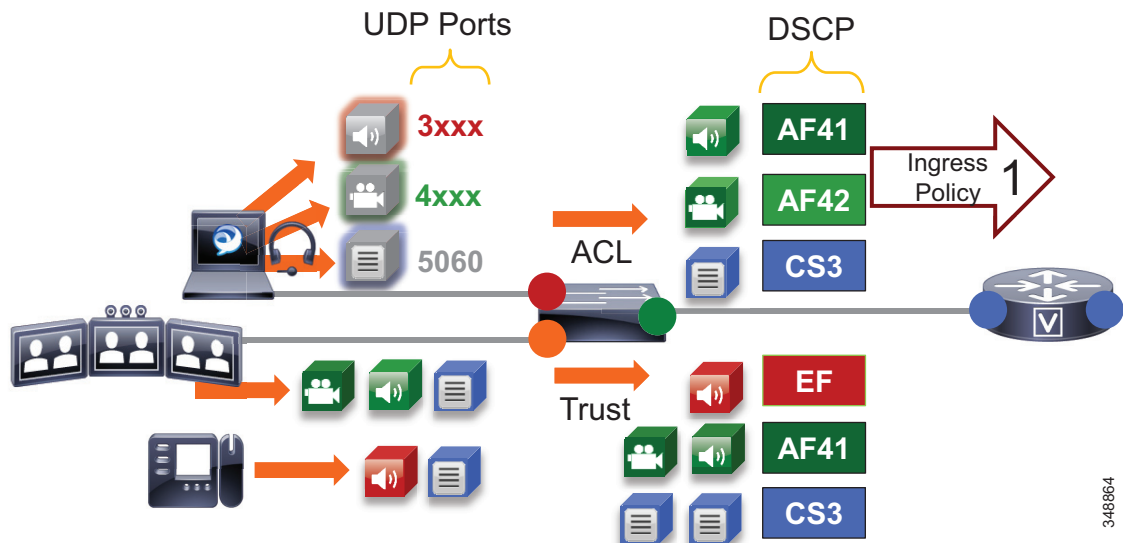 UDP Ports
DSCP
3xxx
4xxx
5060
ACL
AF41
AF42
CS3
Ingress
Policy
1
V
Trust
EF
AF41
CS3
348864